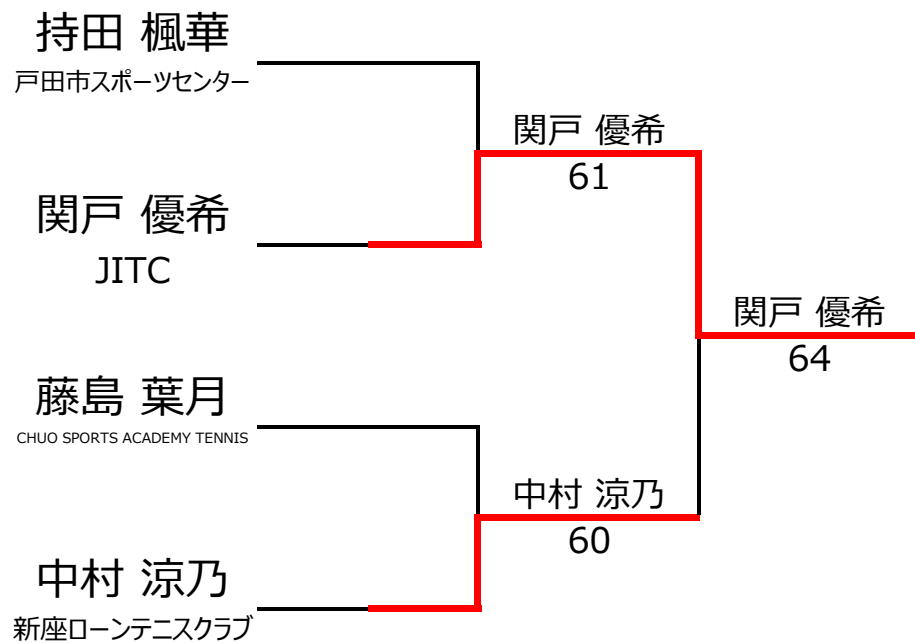 持田 楓華
戸田市スポーツセンター
関戸 優希
61
関戸 優希
JITC
関戸 優希
64
藤島 葉月
CHUO SPORTS ACADEMY TENNIS
中村 涼乃
60
中村 涼乃
新座ローンテニスクラブ